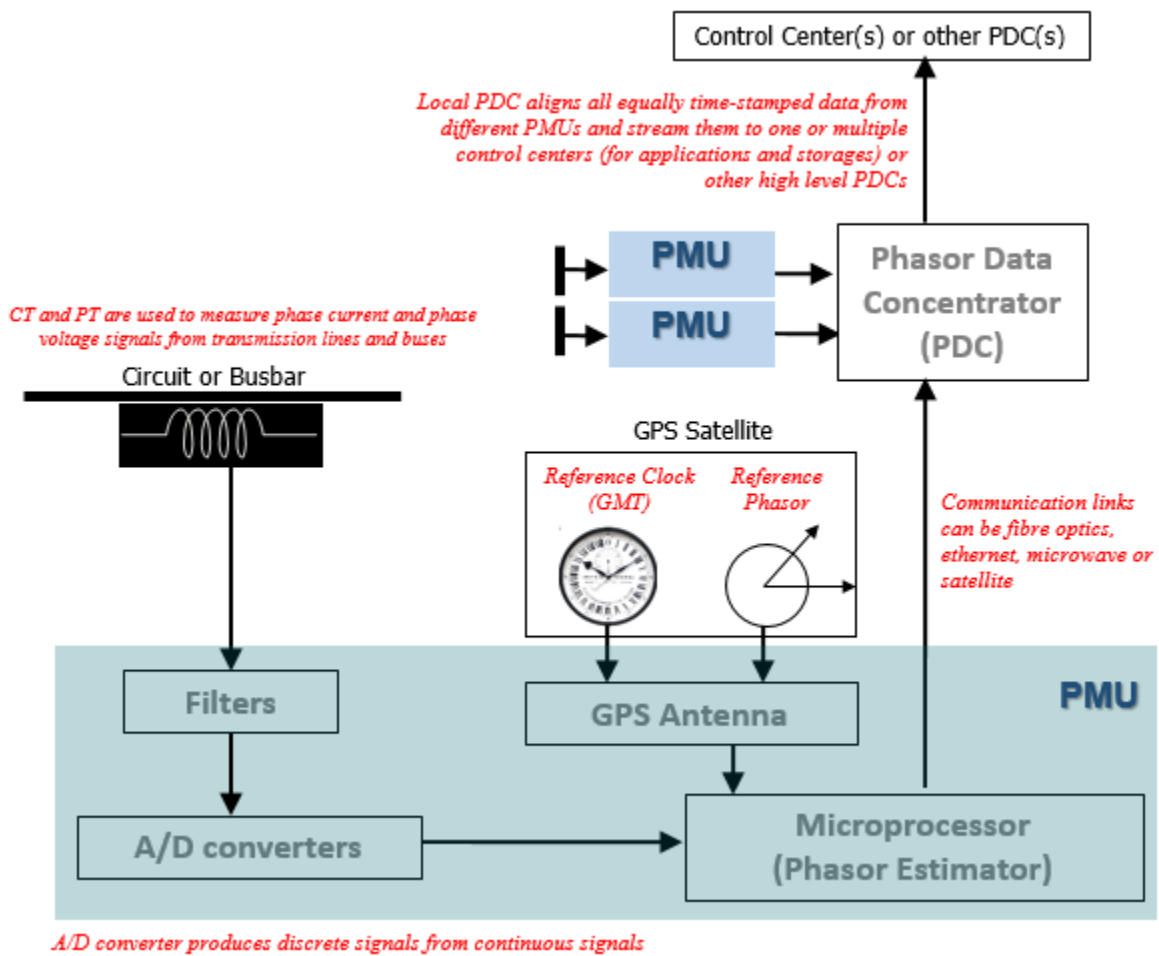 Control Center(s) or other PDC(s)
Local PDC aligns all equally time-stamped data from
different PMUs and stream them to one or multiple
control centers (for applications and storages) or
other high level PDCs
PMU
PMU
Phasor Data
Concentrator
(PDC)
CT and PT are used to measure phase current and phase
voltage signals from transmission lines and buses
Circuit or Busbar
GPS Satellite
Reference Clock
(GMT)
Reference
Phasor
Communication links
can be fibre optics,
ethernet, microwave or
satellite
PMU
Filters
GPS Antenna
A/D converters
Microprocessor
(Phasor Estimator)
A/D converter produces discrete signals from continuous signals